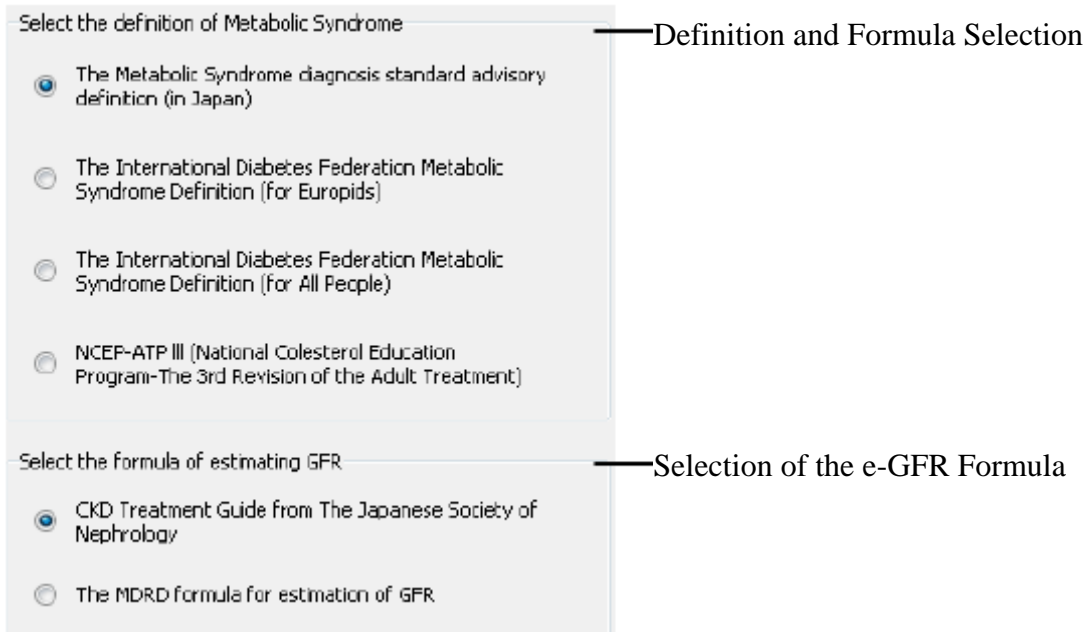 Select the definition of Metabolic Syndrome
Definition and Formula Selection
The Metabolic Syndrome diagnosis standard advisory
definition (in Japan)
The International Diabetes Federation Metabolic
Syndrome Definition (for Europids)
The International Diabetes Federation Metabolic
Syndrome Definition (for All People)
NCEP-ATP III (National Colesterol Education
Program-The 3rd Revision of the Adult Treatment)
Select the formula of estimating GFR
Selection of the e-GFR Formula
CKD Treatment Guide from The Japanese Society of
Nephrology
The MDRD formula for estimation of GFR